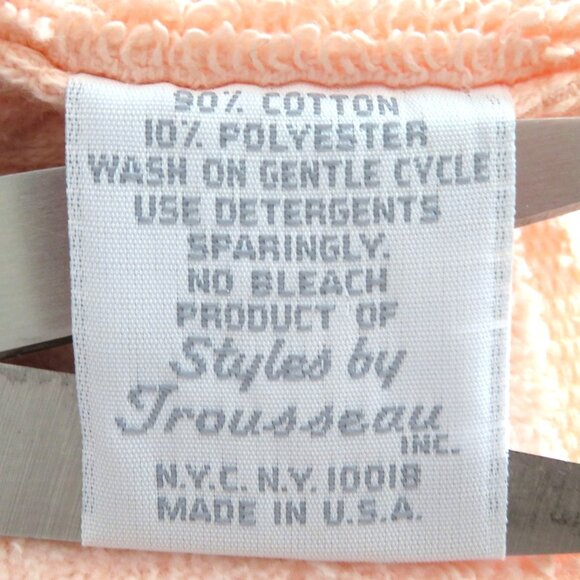 90% COTTON
10% POLYESTER
WASH ON GENTLE CYCLE
USE DETERGENTS
SPARINGLY.
NO BLEACH
PRODUCT OF
Styles by
Trousseau
INC.
N.Y.C. N.Y. 10018
MADE IN U.S.A.